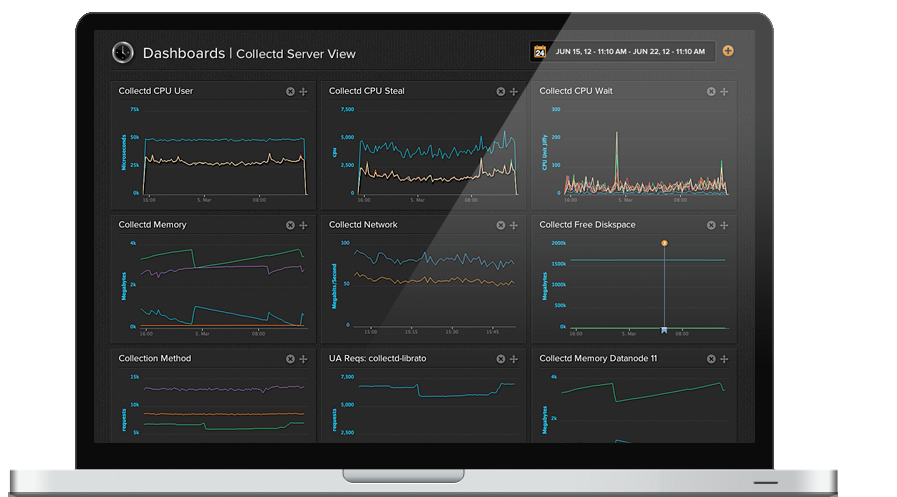 Dashboards | Collectd Server View
24
JUN 15, 12 - 11:10 AM - JUN 22, 12 - 11:10 AM
Collectd CPU User
75k
50k
25k
0k
Microseconds
16:00 5. Mar 08:00
Collectd CPU Steal
7,500
5,000
2,500
0
cpu
16:00 5. Mar 08:00
Collectd CPU Wait
300
200
100
0
CPU Unit Jiffy
16:00 5. Mar 08:00
Collectd Memory
4k
2k
0k
Megabytes
16:00 5. Mar 08:00
Collectd Network
100
50
0
Megabits/Second
15:00 15:15 15:30 15:45
Collectd Free Diskspace
2000k
1500k
1000k
500k
0k
Megabytes
16:00 5. Mar 08:00
Collection Method
15k
10k
5k
requests
UA Reqs: collectd-librato
7,500
5,000
2,500
requests
Collectd Memory Datanode 11
4k
2k
Megabytes